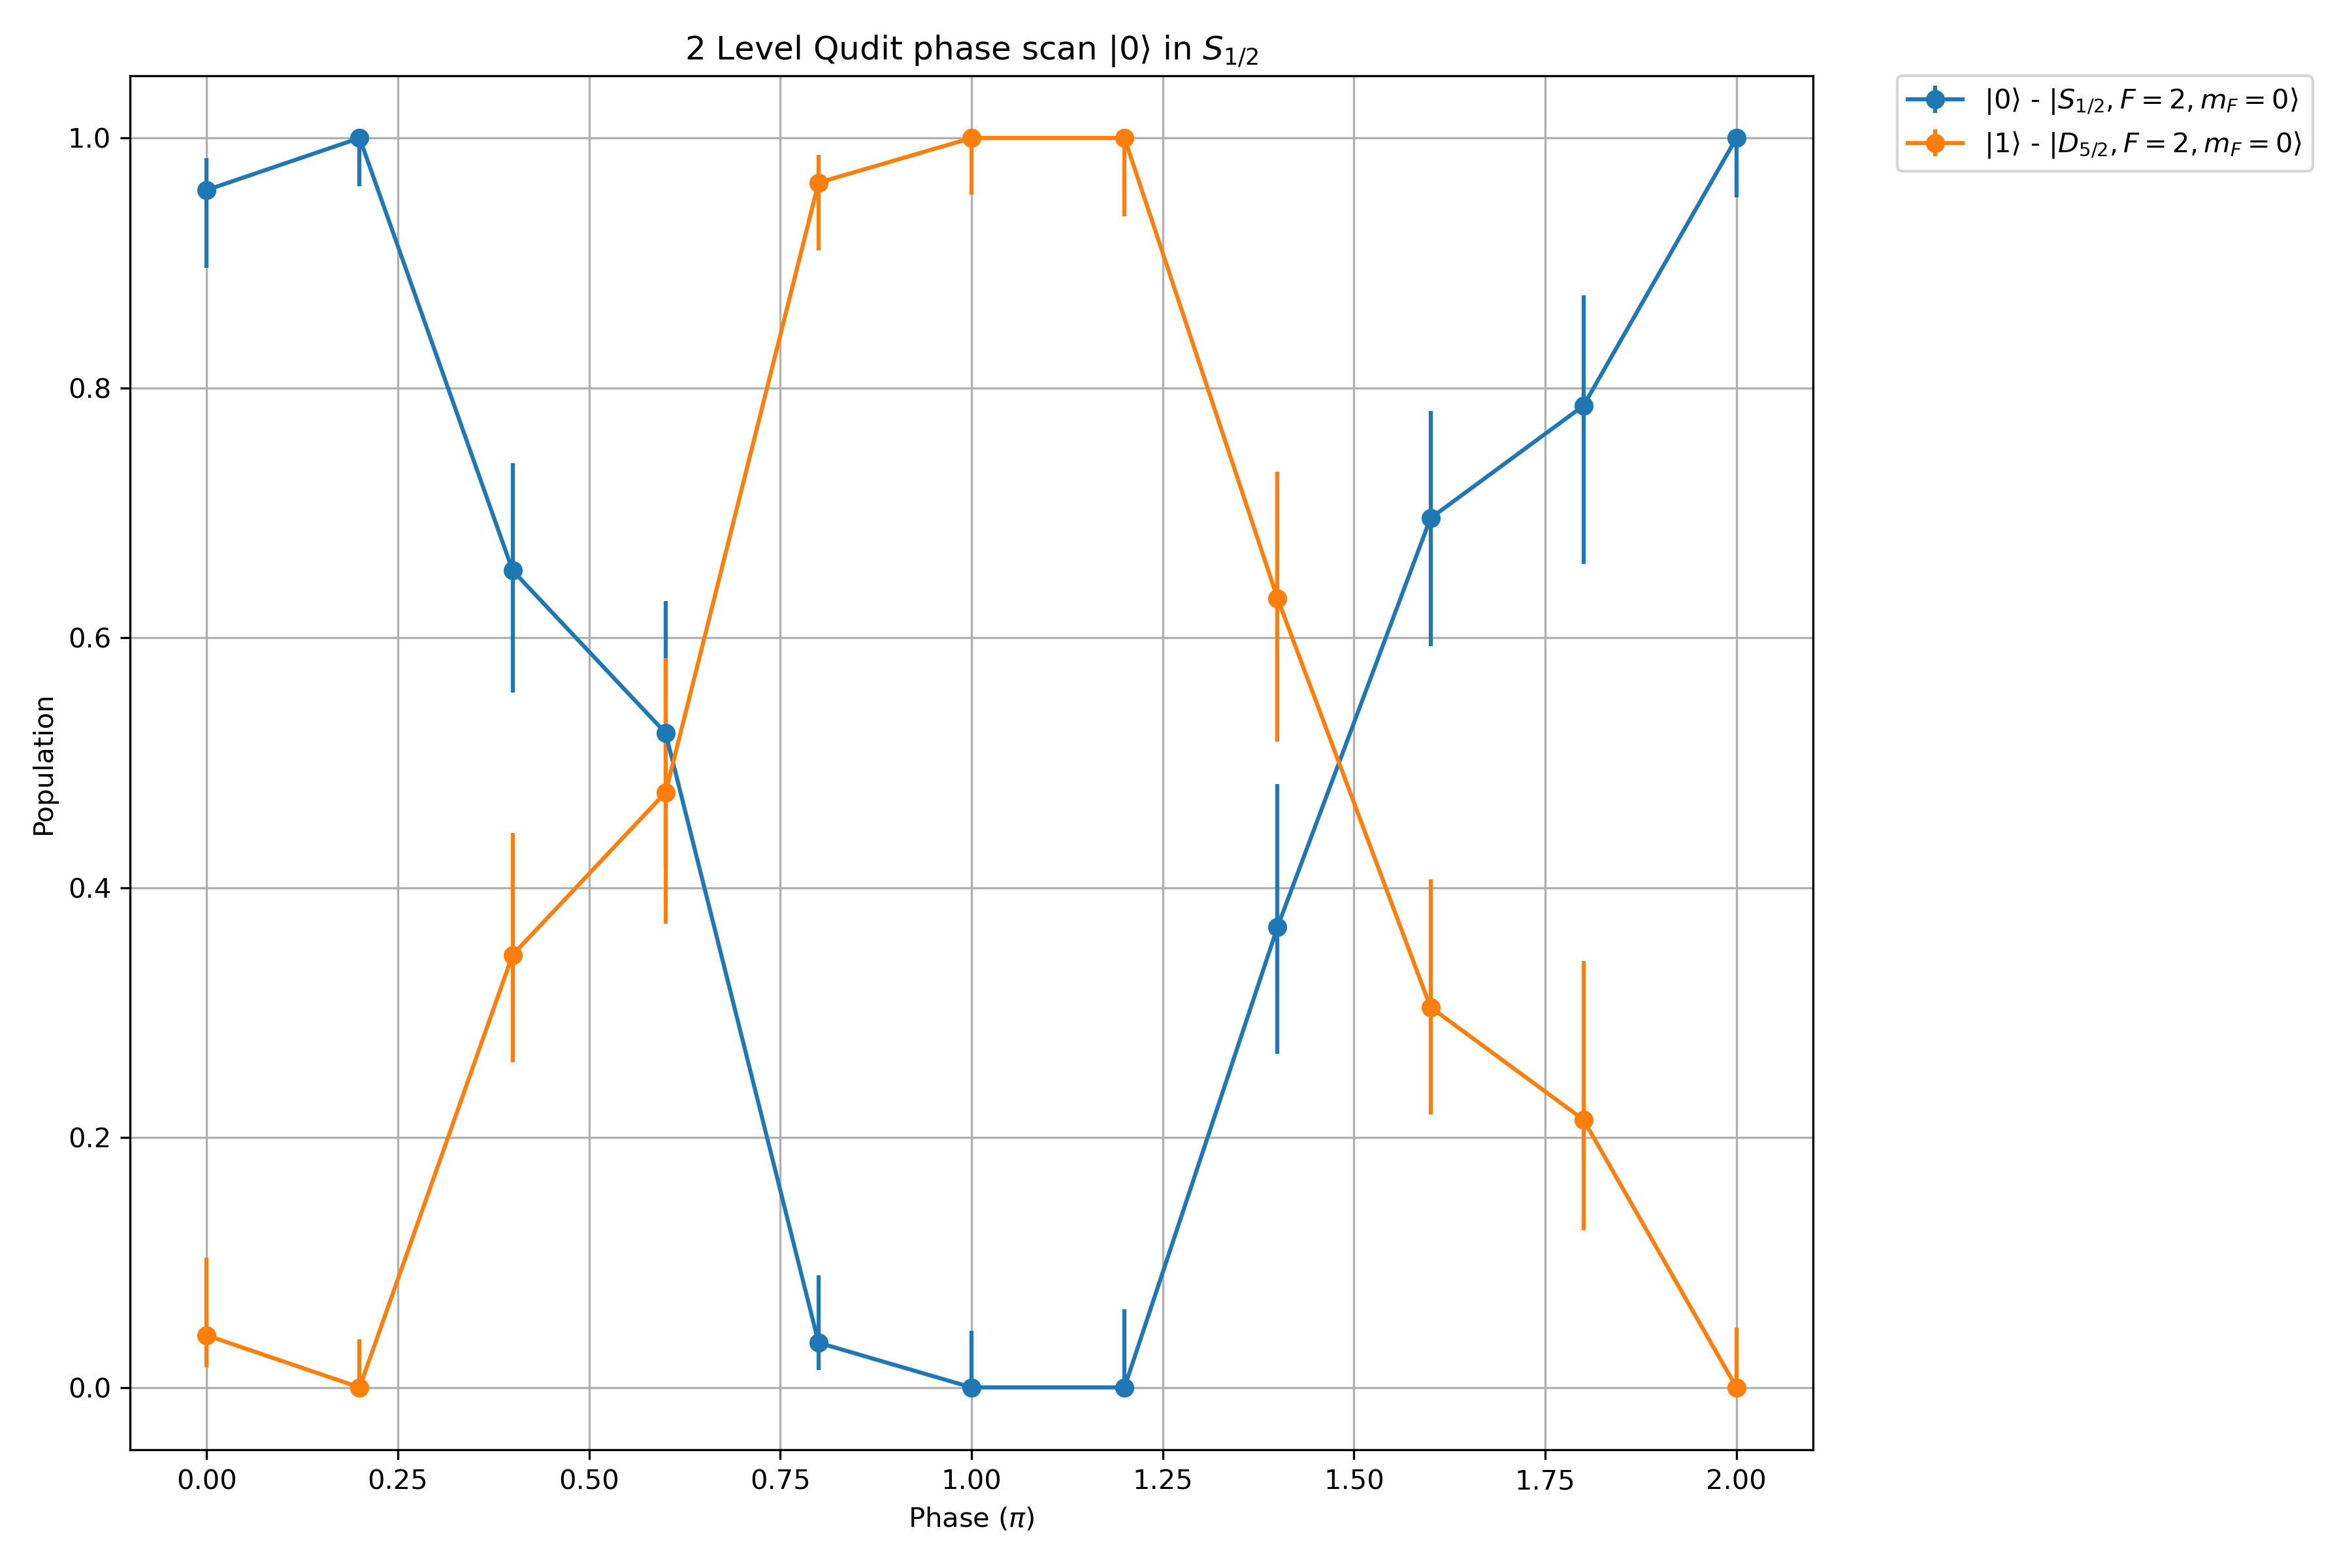 2 Level Qudit phase scan |0⟩ in S1/2
|0⟩ - |S1/2, F = 2, mF = 0⟩
|1⟩ - |D5/2, F = 2, mF = 0⟩
Population
1.0
0.8
0.6
0.4
0.2
0.0
0.00 0.25 0.50 0.75 1.00 1.25 1.50 1.75 2.00
Phase (π)